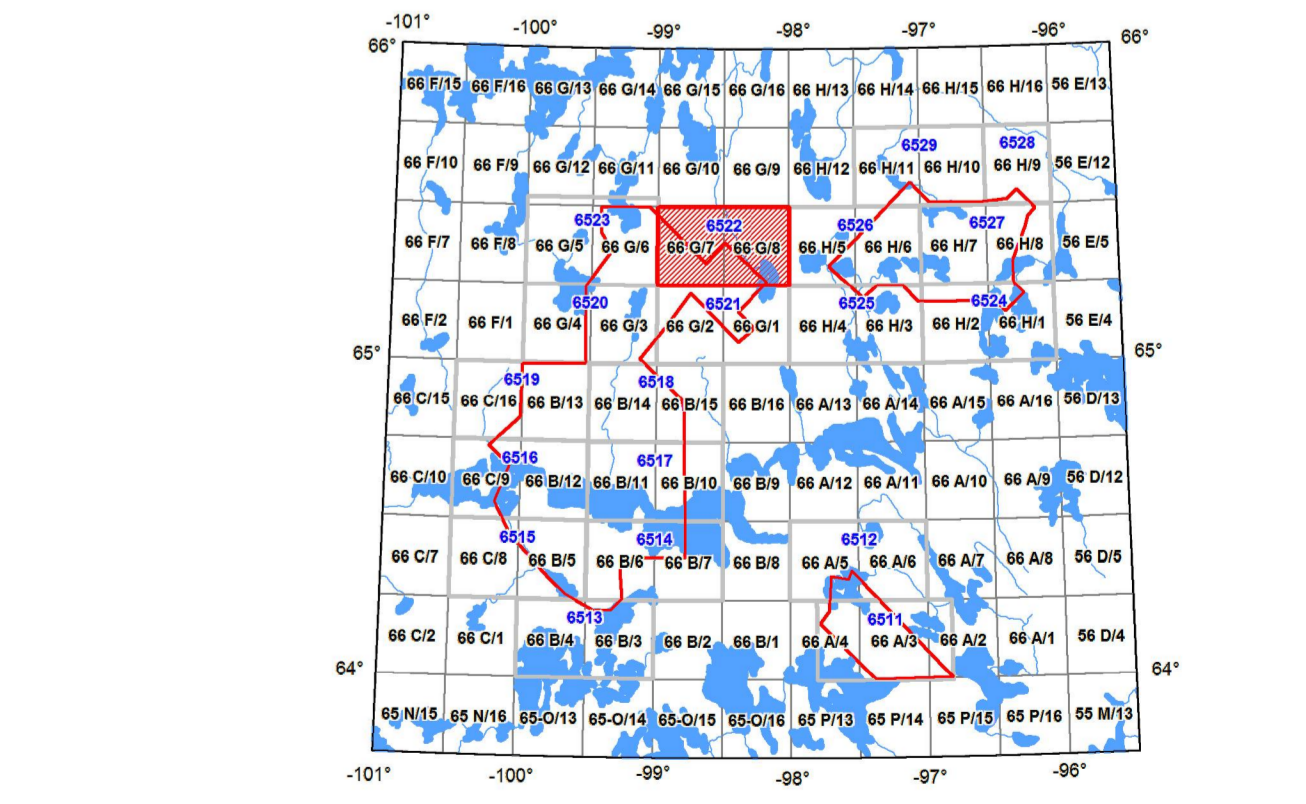 -101° -100° -99° -98° -97° -96°
66° 66°
66 F/15 66 F/16 66 G/13 66 G/14 66 G/15 66 G/16 66 H/13 66 H/14 66 H/15 66 H/16 56 E/13
6529 6528
66 F/10 66 F/9 66 G/12 66 G/11 66 G/10 66 G/9 66 H/12 66 H/11 66 H/10 66 H/9 56 E/12
6523 6522 6526 6527
66 F/7 66 F/8 66 G/5 66 G/6 66 G/7 66 G/8 66 H/5 66 H/6 66 H/7 66 H/8 56 E/5
6520 6521 6525 6524
66 F/2 66 F/1 66 G/4 66 G/3 66 G/2 66 G/1 66 H/4 66 H/3 66 H/2 66 H/1 56 E/4
65° 65°
6519 6518
66 C/15 66 C/16 66 B/13 66 B/14 66 B/15 66 B/16 66 A/13 66 A/14 66 A/15 66 A/16 56 D/13
6516 6517
66 C/10 66 C/9 66 B/12 66 B/11 66 B/10 66 B/9 66 A/12 66 A/11 66 A/10 66 A/9 56 D/12
6515 6514 6512
66 C/7 66 C/8 66 B/5 66 B/6 66 B/7 66 B/8 66 A/5 66 A/6 66 A/7 66 A/8 56 D/5
6513 6511
66 C/2 66 C/1 66 B/4 66 B/3 66 B/2 66 B/1 66 A/4 66 A/3 66 A/2 66 A/1 56 D/4
64° 64°
65 N/15 65 N/16 65-O/13 65-O/14 65-O/15 65-O/16 65 P/13 65 P/14 65 P/15 65 P/16 55 M/13
-101° -100° -99° -98° -97° -96°